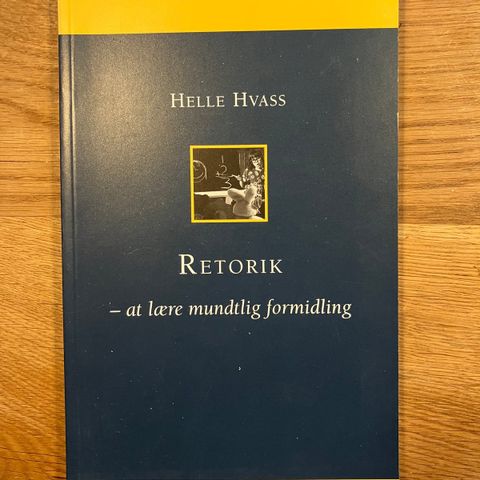 HELLE HVASS
RETORIK
– at lære mundtlig formidling